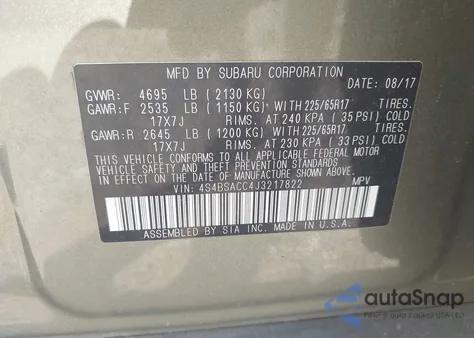 MFD BY SUBARU CORPORATION
GVWR: 4695 LB (2130 KG) DATE: 08/17
GAWR:F 2535 LB (1150 KG) WITH 225/65R17 TIRES.
17X7J RIMS. AT 240 KPA (35 PSI) COLD
GAWR:R 2645 LB (1200 KG) WITH 225/65R17 TIRES.
17X7J RIMS. AT 230 KPA (33 PSI) COLD
THIS VEHICLE CONFORMS TO ALL APPLICABLE FEDERAL MOTOR
VEHICLE SAFETY STANDARDS IN EFFECT ON THE DATE OF
MANUFACTURE SHOWN ABOVE.
VIN: 4S4BSACC4J3217822 MPV
ASSEMBLED BY SIA INC. MADE IN U.S.A.
autoSnap